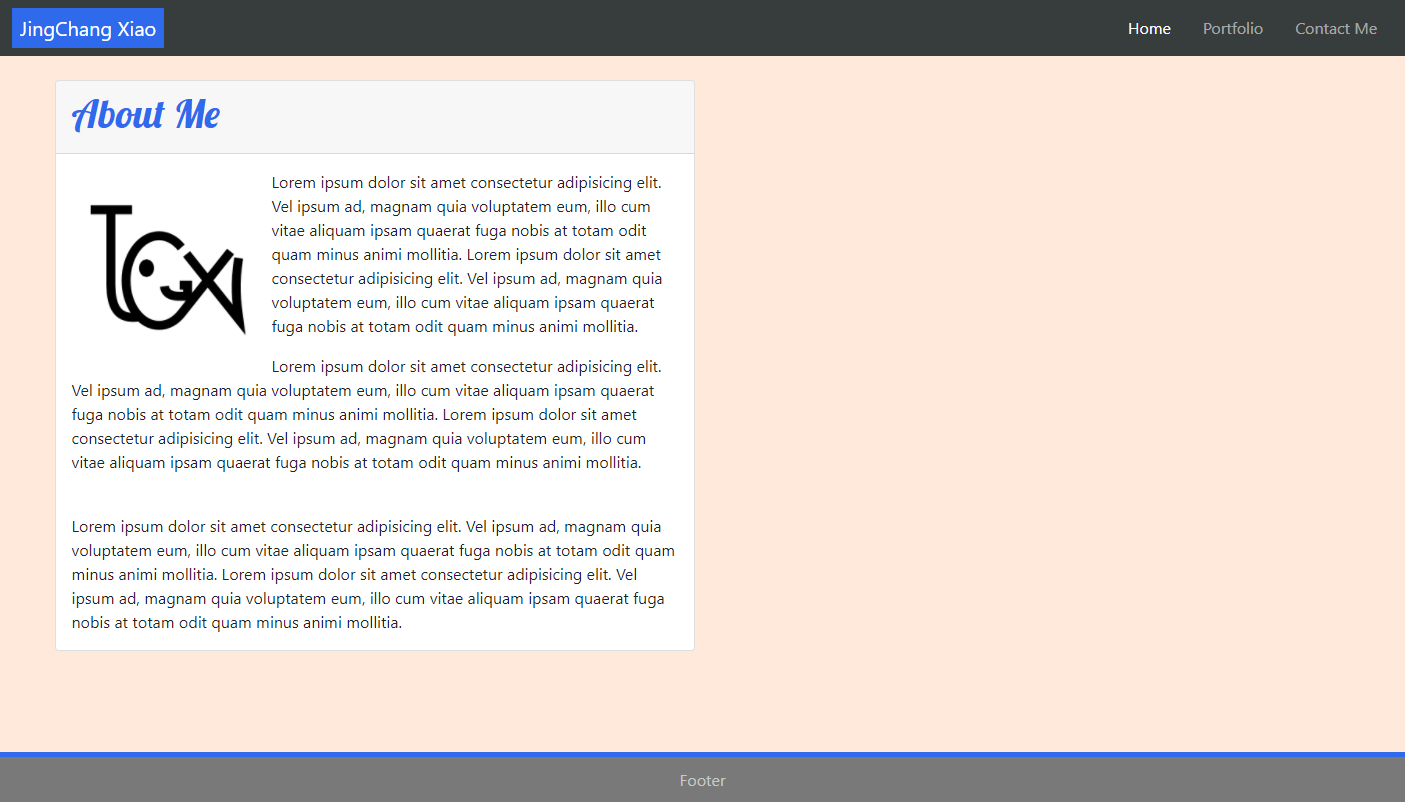 JingChang Xiao
Home
Portfolio
Contact Me
About Me
Lorem ipsum dolor sit amet consectetur adipisicing elit.
Vel ipsum ad, magnam quia voluptatem eum, illo cum
vitae aliquam ipsam quaerat fuga nobis at totam odit
quam minus animi mollitia. Lorem ipsum dolor sit amet
consectetur adipisicing elit. Vel ipsum ad, magnam quia
voluptatem eum, illo cum vitae aliquam ipsam quaerat
fuga nobis at totam odit quam minus animi mollitia.
Lorem ipsum dolor sit amet consectetur adipisicing elit.
Vel ipsum ad, magnam quia voluptatem eum, illo cum vitae aliquam ipsam quaerat
fuga nobis at totam odit quam minus animi mollitia. Lorem ipsum dolor sit amet
consectetur adipisicing elit. Vel ipsum ad, magnam quia voluptatem eum, illo cum
vitae aliquam ipsam quaerat fuga nobis at totam odit quam minus animi mollitia.
Lorem ipsum dolor sit amet consectetur adipisicing elit. Vel ipsum ad, magnam quia
voluptatem eum, illo cum vitae aliquam ipsam quaerat fuga nobis at totam odit quam
minus animi mollitia. Lorem ipsum dolor sit amet consectetur adipisicing elit. Vel
ipsum ad, magnam quia voluptatem eum, illo cum vitae aliquam ipsam quaerat fuga
nobis at totam odit quam minus animi mollitia.
Footer